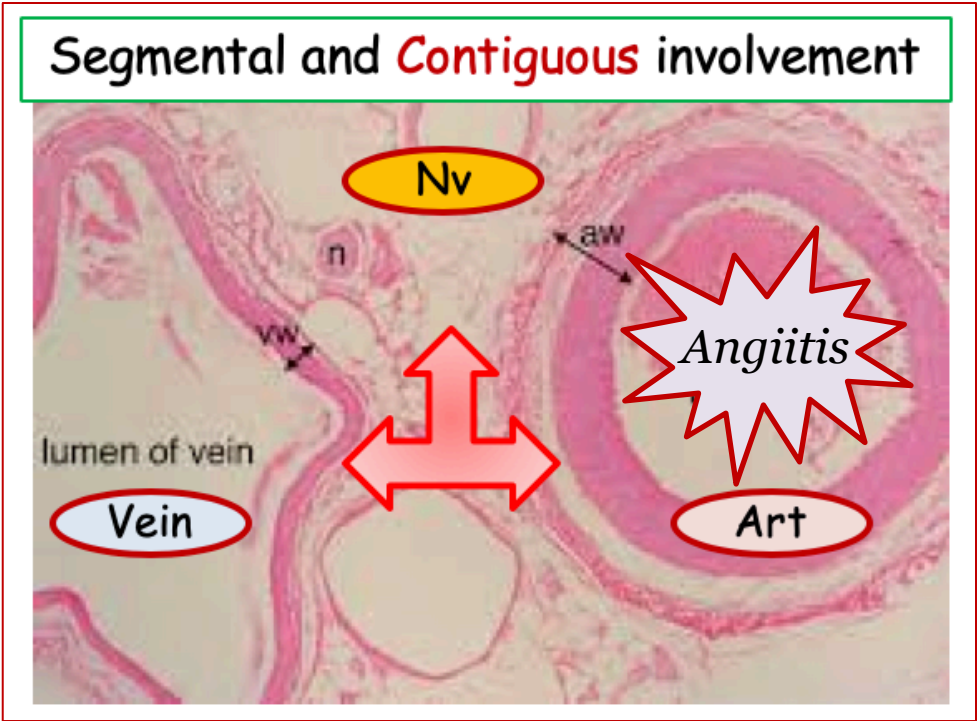 Segmental and Contiguous involvement
Nv
aw
n
vw
Angiitis
lumen of vein
Vein
Art